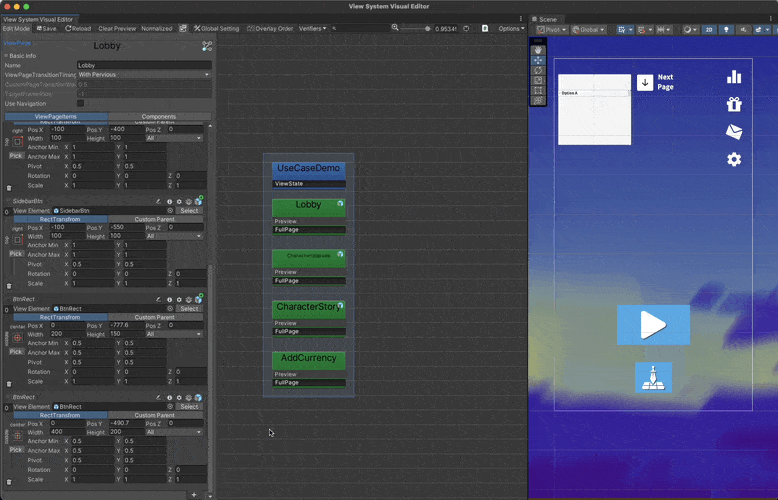 View System Visual Editor
View System Visual Editor
Edit Mode Save Reload Clear Preview Normalized Global Setting Overlay Order Verifiers 0.95341 Options
Lobby
Basic Info
Name Lobby
ViewPageTransitionTiming With Pervious
Use Navigation
ViewPageItems Components
RectTransfrom Custom Parent
right
Pos X -100 Pos Y -400 Pos Z 0
Width 100 Height 100 All
Anchor Min X 1 Y 1
Pick Anchor Max X 1 Y 1
Pivot X 0.5 Y 0.5
Rotation X 0 Y 0 Z 0
Scale X 1 Y 1 Z 1
SidebarBtn
View Element SidebarBtn Select
RectTransfrom Custom Parent
right
Pos X -100 Pos Y -550 Pos Z 0
Width 100 Height 100 All
Anchor Min X 1 Y 1
Pick Anchor Max X 1 Y 1
Pivot X 0.5 Y 0.5
Rotation X 0 Y 0 Z 0
Scale X 1 Y 1 Z 1
BtnRect
View Element BtnRect Select
RectTransfrom Custom Parent
center
Pos X 0 Pos Y -777.6 Pos Z 0
Width 200 Height 150 All
Anchor Min X 0.5 Y 0.5
Pick Anchor Max X 0.5 Y 0.5
Pivot X 0.5 Y 0.5
Rotation X 0 Y 0 Z 0
Scale X 1 Y 1 Z 1
BtnRect
View Element BtnRect Select
RectTransfrom Custom Parent
center
Pos X 0 Pos Y -490.7 Pos Z 0
Width 400 Height 200 All
Anchor Min X 0.5 Y 0.5
Pick Anchor Max X 0.5 Y 0.5
Pivot X 0.5 Y 0.5
Rotation X 0 Y 0 Z 0
Scale X 1 Y 1 Z 1
UseCaseDemo
ViewState
Lobby
Preview
FullPage
Preview
FullPage
CharacterStory
Preview
FullPage
AddCurrency
Preview
FullPage
Scene
Pivot Global 2D
Option A
Next
Page